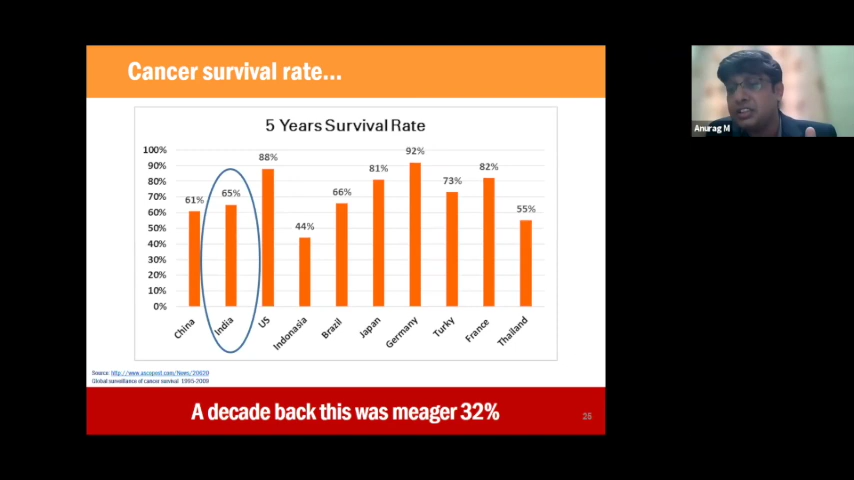 Cancer survival rate...
5 Years Survival Rate
100%
90%
80%
70%
60%
50%
40%
30%
20%
10%
0%
61%
65%
88%
44%
66%
81%
92%
73%
82%
55%
China
India
US
Indonasia
Brazil
Japan
Germany
Turky
France
Thailand
Source: http://www.ascopost.com/News/20620
Global surveillance of cancer survival 1995-2009
A decade back this was meager 32%
25
Anurag M